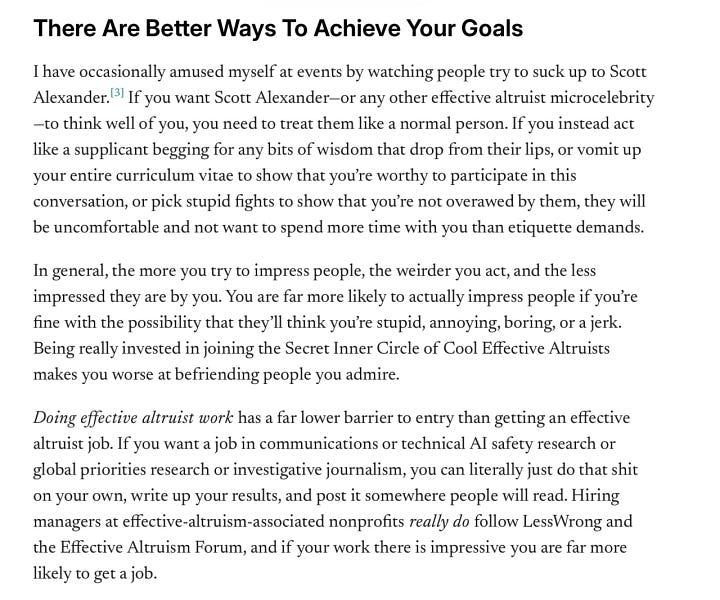 There Are Better Ways To Achieve Your Goals
I have occasionally amused myself at events by watching people try to suck up to Scott
Alexander.[3] If you want Scott Alexander—or any other effective altruist microcelebrity
—to think well of you, you need to treat them like a normal person. If you instead act
like a supplicant begging for any bits of wisdom that drop from their lips, or vomit up
your entire curriculum vitae to show that you’re worthy to participate in this
conversation, or pick stupid fights to show that you’re not overawed by them, they will
be uncomfortable and not want to spend more time with you than etiquette demands.
In general, the more you try to impress people, the weirder you act, and the less
impressed they are by you. You are far more likely to actually impress people if you’re
fine with the possibility that they’ll think you’re stupid, annoying, boring, or a jerk.
Being really invested in joining the Secret Inner Circle of Cool Effective Altruists
makes you worse at befriending people you admire.
Doing effective altruist work has a far lower barrier to entry than getting an effective
altruist job. If you want a job in communications or technical AI safety research or
global priorities research or investigative journalism, you can literally just do that shit
on your own, write up your results, and post it somewhere people will read. Hiring
managers at effective-altruism-associated nonprofits really do follow LessWrong and
the Effective Altruism Forum, and if your work there is impressive you are far more
likely to get a job.